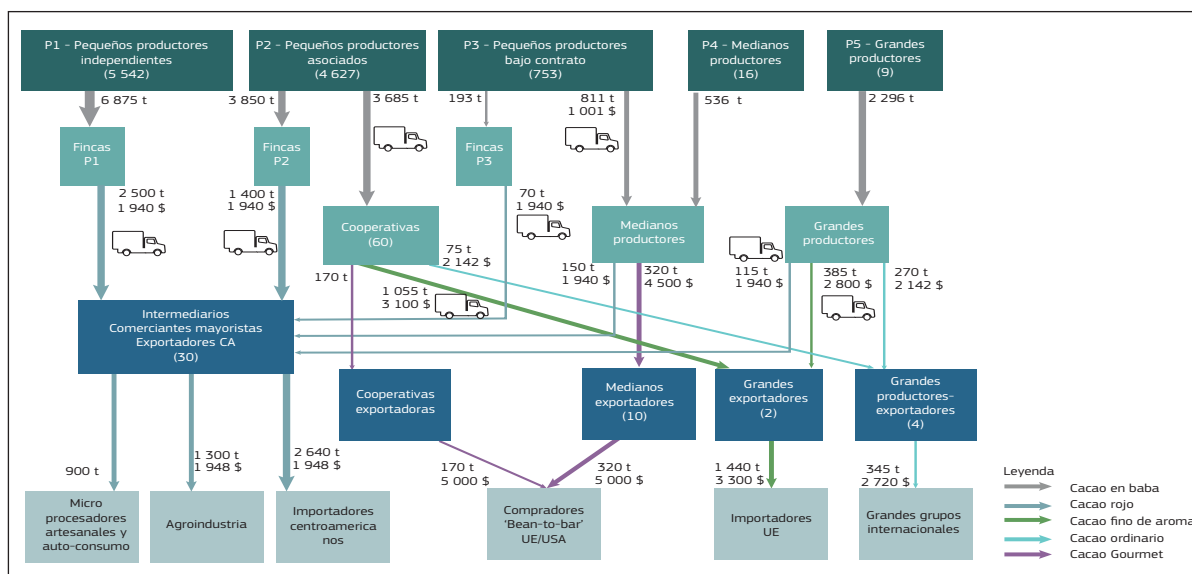 P1 - Pequeños productores
independientes
(5 542)
P2 - Pequeños productores
asociados
(4 627)
P3 - Pequeños productores
bajo contrato
(753)
P4 - Medianos
productores
(16)
P5 - Grandes
productores
(9)
6 875 t
3 850 t
3 685 t
193 t
811 t
1 001 $
536 t
2 296 t
Fincas
P1
Fincas
P2
Fincas
P3
2 500 t
1 940 $
1 400 t
1 940 $
70 t
1 940 $
Cooperativas
(60)
Medianos
productores
Grandes
productores
170 t
75 t
2 142 $
1 055 t
3 100 $
150 t
1 940 $
320 t
4 500 $
115 t
1 940 $
385 t
2 800 $
270 t
2 142 $
Intermediarios
Comerciantes mayoristas
Exportadores CA
(30)
Cooperativas
exportadoras
Medianos
exportadores
(10)
Grandes
exportadores
(2)
Grandes
productores-
exportadores
(4)
900 t
1 300 t
1 948 $
2 640 t
1 948 $
170 t
5 000 $
320 t
5 000 $
1 440 t
3 300 $
345 t
2 720 $
Micro
procesadores
artesanales y
auto-consumo
Agroindustria
Importadores
centroamerica
nos
Compradores
'Bean-to-bar'
UE/USA
Importadores
UE
Grandes grupos
internacionales
Leyenda
Cacao en baba
Cacao rojo
Cacao fino de aroma
Cacao ordinario
Cacao Gourmet